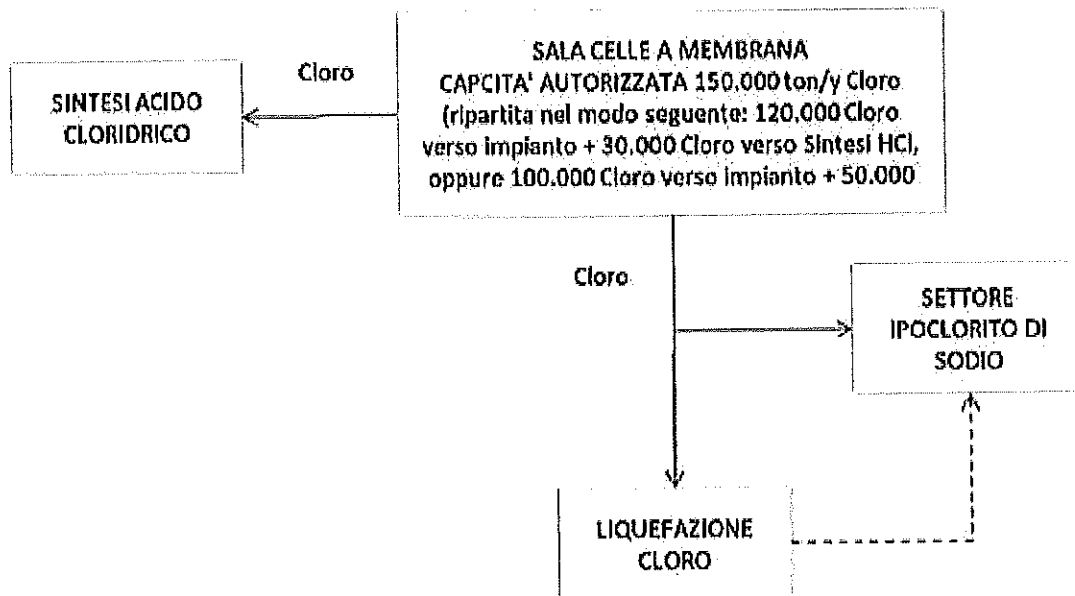 SALA CELLE A MEMBRANA
CAPCITA' AUTORIZZATA 150.000 ton/y Cloro
(ripartita nel modo seguente: 120.000 Cloro
verso impianto + 30.000 Cloro verso Sintesi HCl,
oppure 100.000 Cloro verso impianto + 50.000
Cloro
SINTESI ACIDO
CLORIDRICO
Cloro
SETTORE
IPOCLORITO DI
SODIO
LIQUEFAZIONE
CLORO